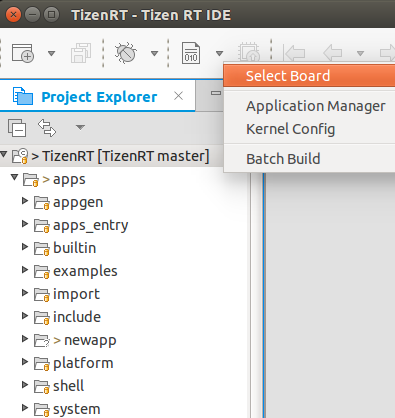 TizenRT - Tizen RT IDE
010
Select Board
Project Explorer
Application Manager
Kernel Config
Batch Build
> TizenRT [TizenRT master]
> apps
appgen
apps_entry
builtin
examples
import
include
> newapp
platform
shell
system